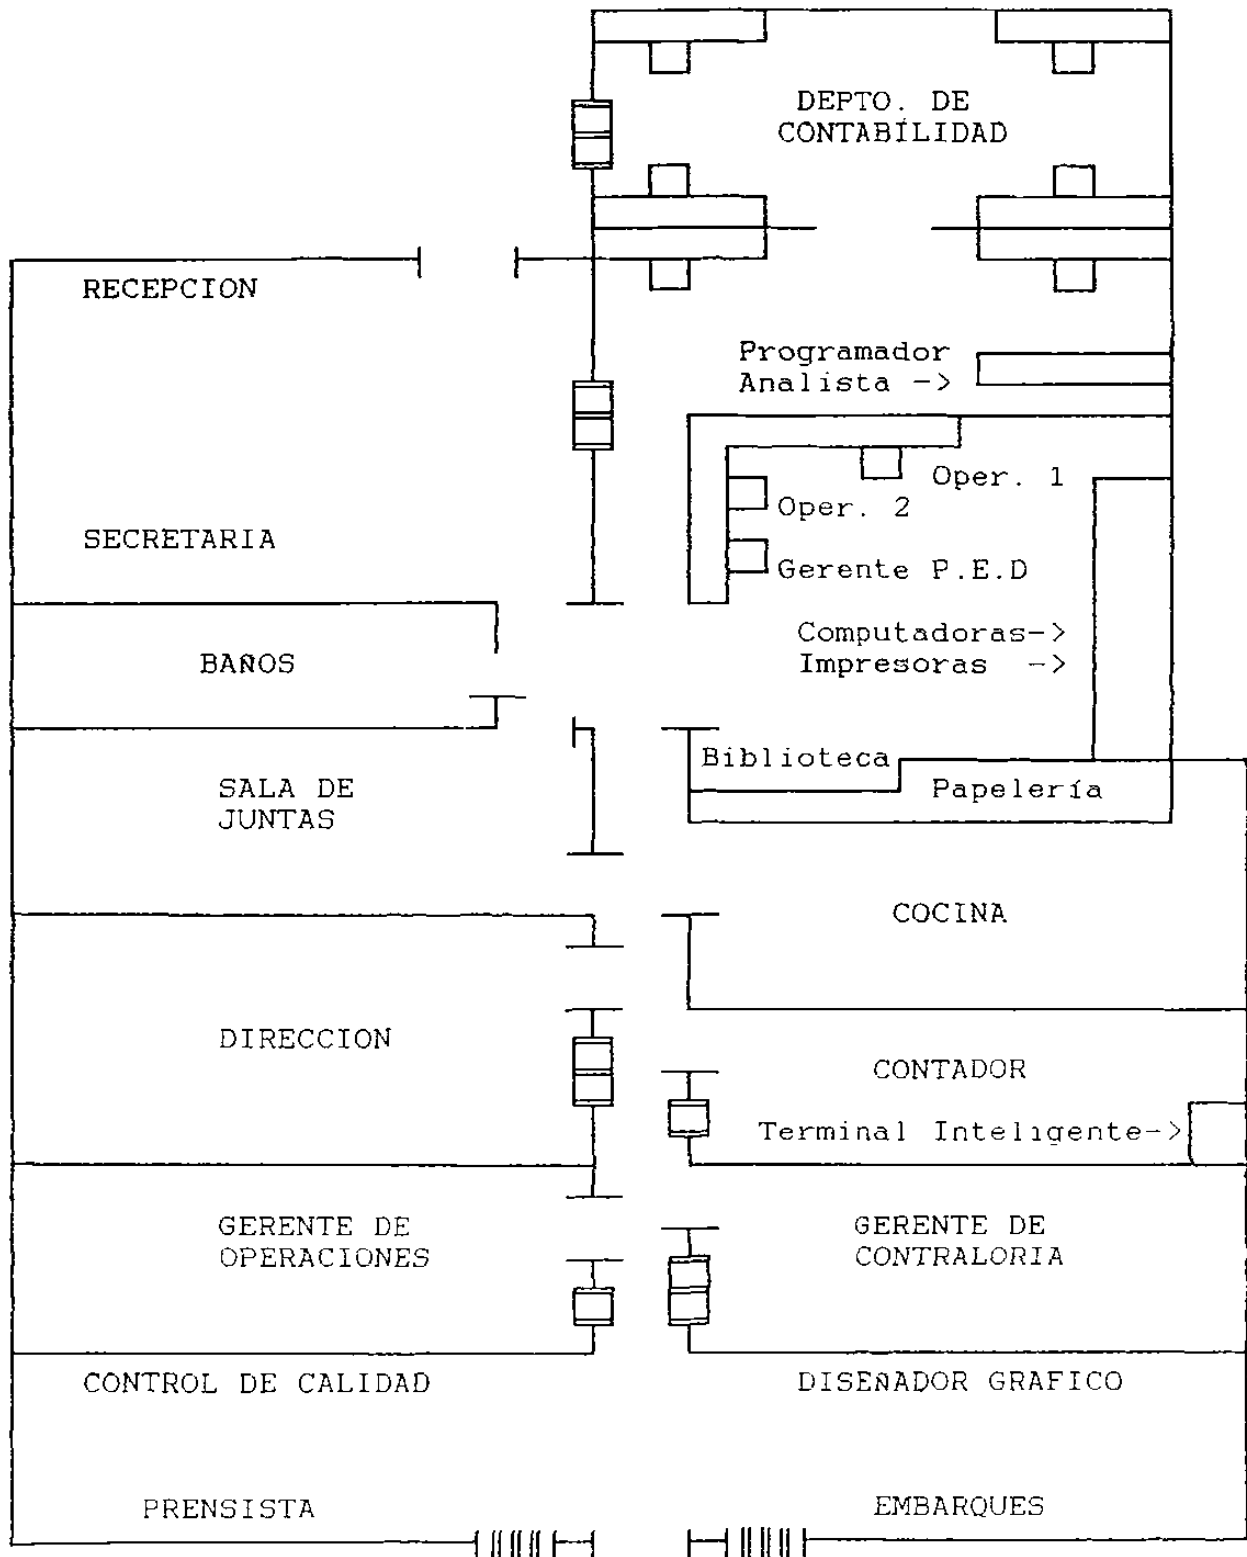 DEPTO. DE
CONTABILIDAD
RECEPCION
Programador
Analista ->
Oper. 1
Oper. 2
SECRETARIA
Gerente P.E.D
Computadoras->
BAÑOS
Impresoras ->
Biblioteca
SALA DE
JUNTAS
Papelería
COCINA
DIRECCION
CONTADOR
Terminal Inteligente->
GERENTE DE
OPERACIONES
GERENTE DE
CONTRALORIA
CONTROL DE CALIDAD
DISEÑADOR GRAFICO
PRENSISTA
EMBARQUES